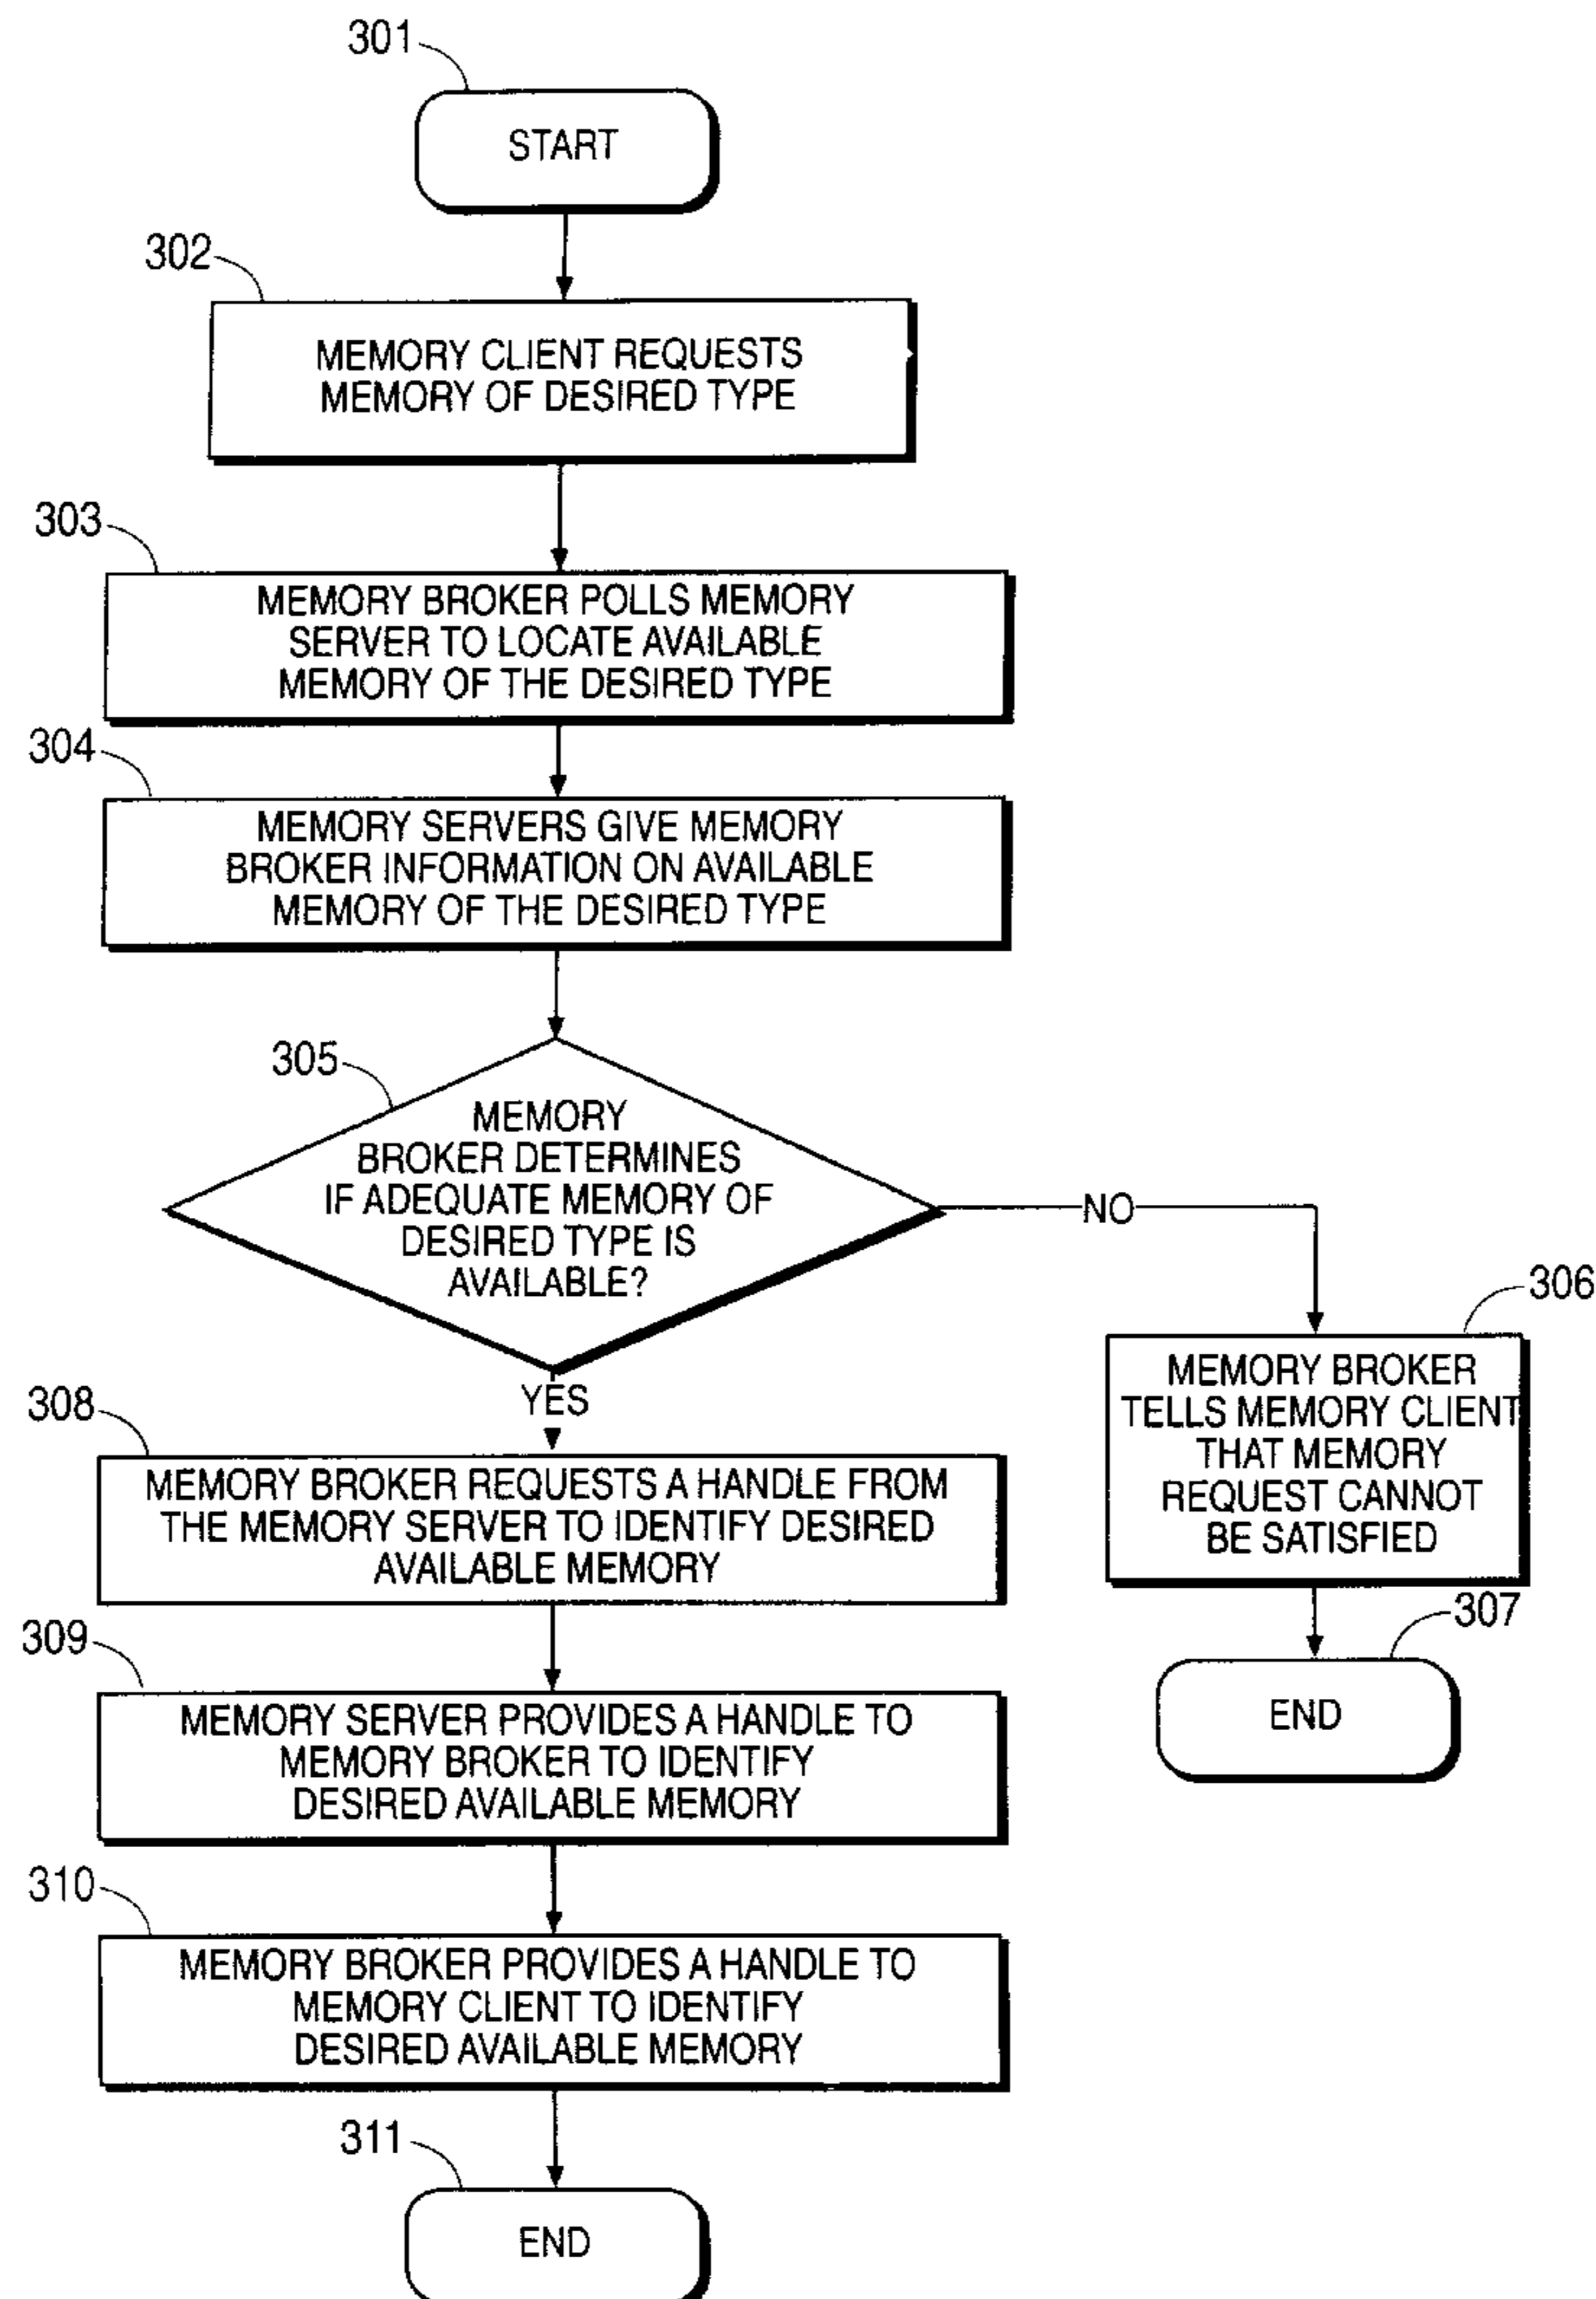 301
START
302
MEMORY CLIENT REQUESTS
MEMORY OF DESIRED TYPE
303
MEMORY BROKER POLLS MEMORY
SERVER TO LOCATE AVAILABLE
MEMORY OF THE DESIRED TYPE
304
MEMORY SERVERS GIVE MEMORY
BROKER INFORMATION ON AVAILABLE
MEMORY OF THE DESIRED TYPE
305
MEMORY
BROKER DETERMINES
IF ADEQUATE MEMORY OF
DESIRED TYPE IS
AVAILABLE?
NO
306
MEMORY BROKER
TELLS MEMORY CLIENT
THAT MEMORY
REQUEST CANNOT
BE SATISFIED
307
END
YES
308
MEMORY BROKER REQUESTS A HANDLE FROM
THE MEMORY SERVER TO IDENTIFY DESIRED
AVAILABLE MEMORY
309
MEMORY SERVER PROVIDES A HANDLE TO
MEMORY BROKER TO IDENTIFY
DESIRED AVAILABLE MEMORY
310
MEMORY BROKER PROVIDES A HANDLE TO
MEMORY CLIENT TO IDENTIFY
DESIRED AVAILABLE MEMORY
311
END